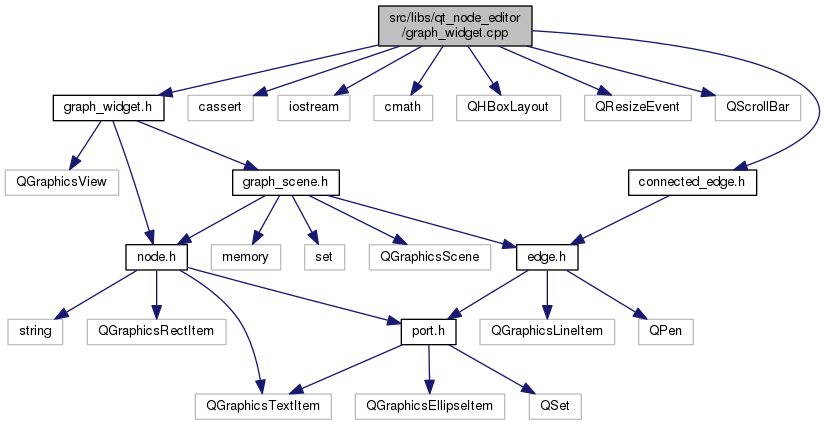 src/libs/qt_node_editor
/graph_widget.cpp
graph_widget.h
cassert
iostream
cmath
QHBoxLayout
QResizeEvent
QScrollBar
QGraphicsView
graph_scene.h
connected_edge.h
node.h
memory
set
QGraphicsScene
edge.h
string
QGraphicsRectItem
port.h
QGraphicsLineItem
QPen
QGraphicsTextItem
QGraphicsEllipseItem
QSet